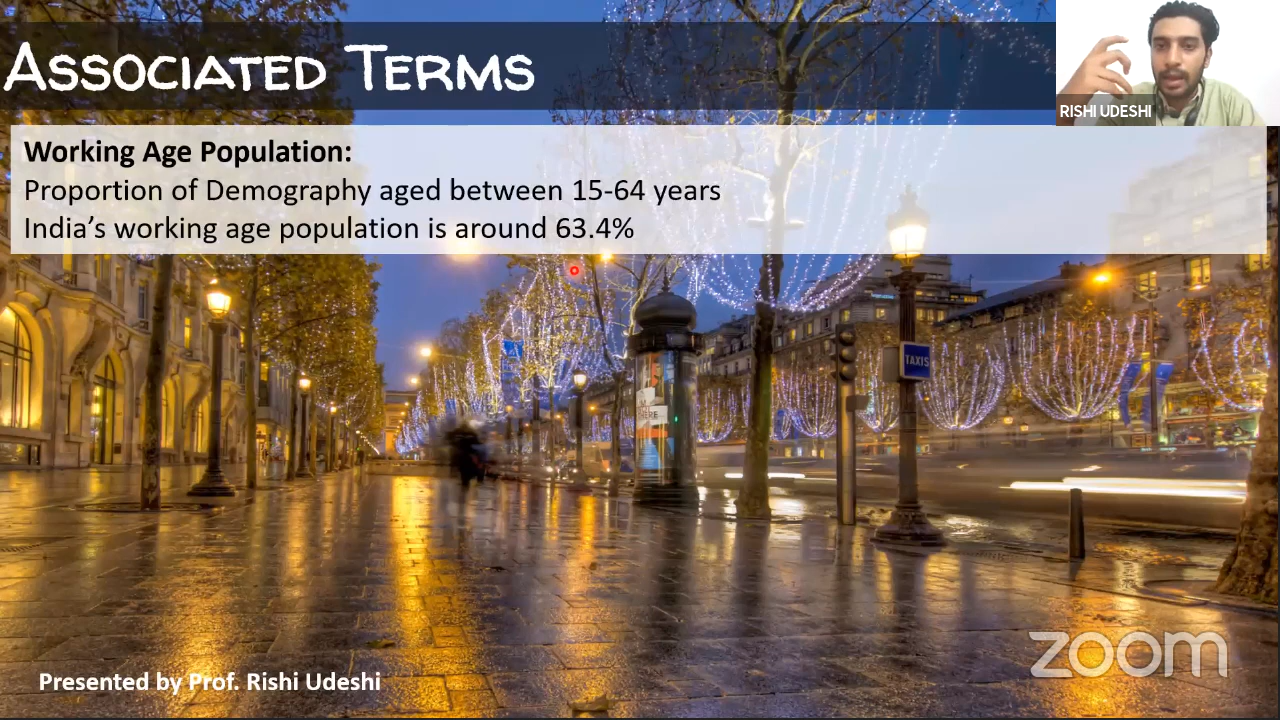 ASSOCIATED TERMS
RISHI UDESHI
Working Age Population:
Proportion of Demography aged between 15-64 years
India's working age population is around 63.4%
TAXIS
HERE
zoom
Presented by Prof. Rishi Udeshi